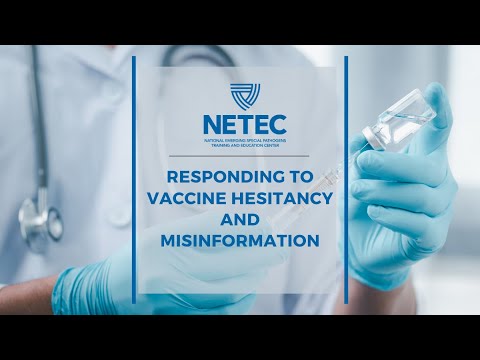 NETEC
NATIONAL EMERGING SPECIAL PATHOGENS
TRAINING AND EDUCATION CENTER
RESPONDING TO
VACCINE HESITANCY
AND
MISINFORMATION